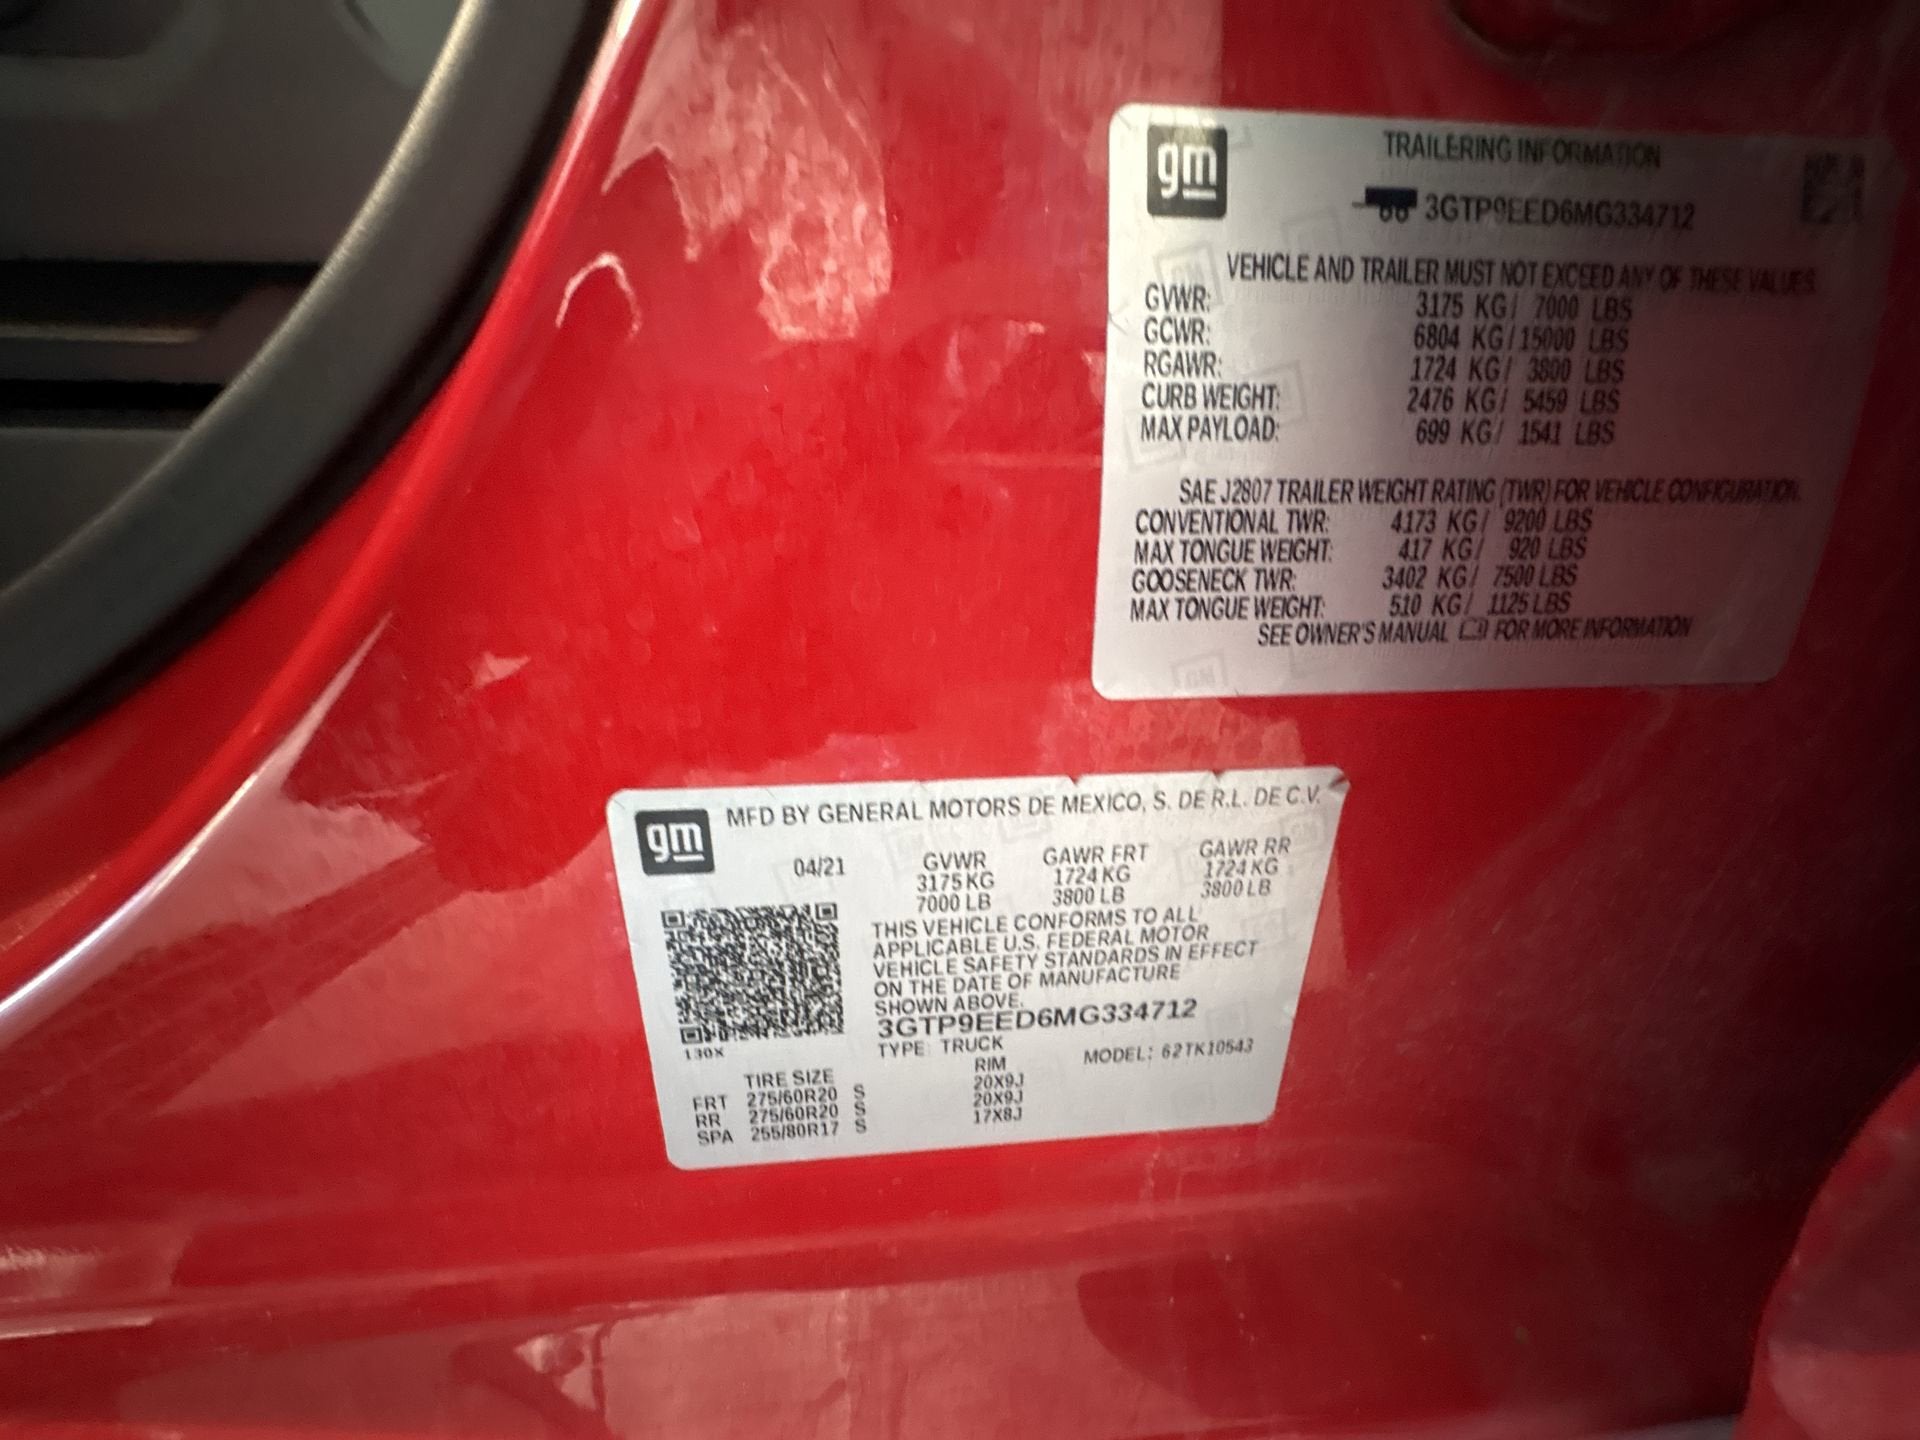 gm
TRAILERING INFORMATION
3GTP9EED6MG334712
VEHICLE AND TRAILER MUST NOT EXCEED ANY OF THESE VALUES
GVWR: 3175 KG/ 7000 LBS
GCWR: 6804 KG/ 15000 LBS
RGAWR: 1724 KG/ 3800 LBS
CURB WEIGHT: 2476 KG/ 5459 LBS
MAX PAYLOAD: 699 KG/ 1541 LBS
SAE J2807 TRAILER WEIGHT RATING (TWR) FOR VEHICLE CONFIGURATION.
CONVENTIONAL TWR: 4173 KG/ 9200 LBS
MAX TONGUE WEIGHT: 417 KG/ 920 LBS
GOOSENECK TWR: 3402 KG/ 7500 LBS
MAX TONGUE WEIGHT: 510 KG/ 1125 LBS
SEE OWNER'S MANUAL FOR MORE INFORMATION
gm
MFD BY GENERAL MOTORS DE MEXICO, S. DE R.L. DE C.V.
04/21 GVWR GAWR FRT GAWR RR
3175 KG 1724 KG 1724 KG
7000 LB 3800 LB 3800 LB
THIS VEHICLE CONFORMS TO ALL
APPLICABLE U.S. FEDERAL MOTOR
VEHICLE SAFETY STANDARDS IN EFFECT
ON THE DATE OF MANUFACTURE
SHOWN ABOVE.
3GTP9EED6MG334712
130X
TYPE: TRUCK MODEL: 62TK10543
TIRE SIZE RIM
FRT 275/60R20 S 20X9J
RR 275/60R20 S 20X9J
SPA 255/80R17 S 17X8J